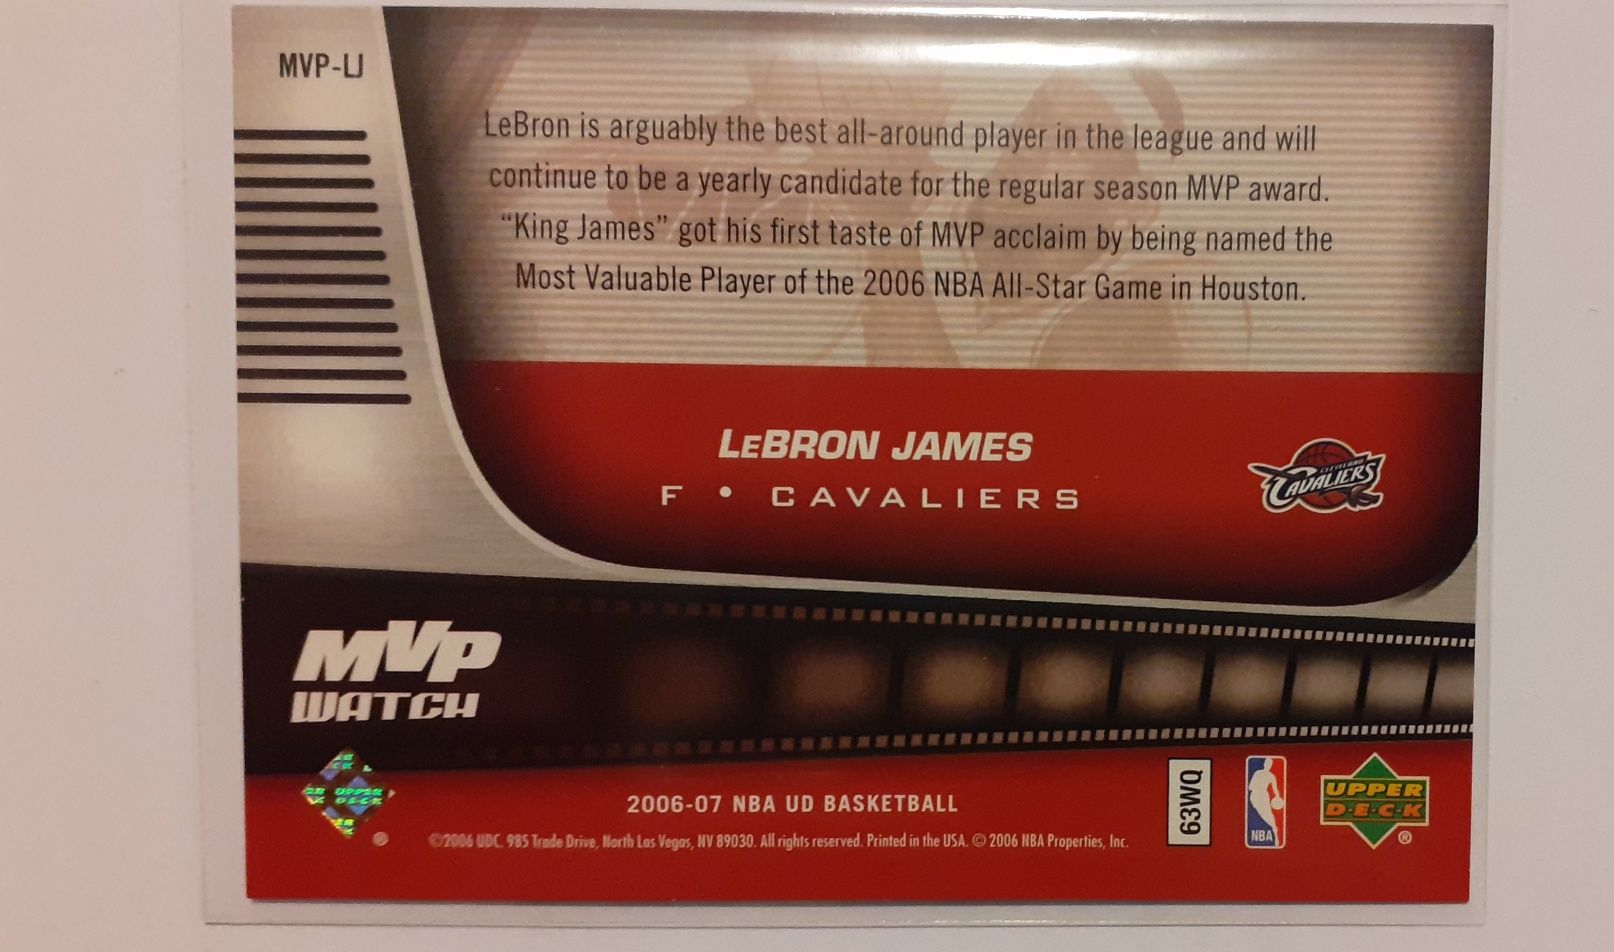 MVP-LJ
LeBron is arguably the best all-around player in the league and will
continue to be a yearly candidate for the regular season MVP award.
“King James” got his first taste of MVP acclaim by being named the
Most Valuable Player of the 2006 NBA All-Star Game in Houston.
LEBRON JAMES
F • CAVALIERS
CLEVELAND
CAVALIERS
MVP
WATCH
UPPER
DECK
2006-07 NBA UD BASKETBALL
©2006 UDC. 985 Trade Drive, North Las Vegas, NV 89030. All rights reserved. Printed in the USA. © 2006 NBA Properties, Inc.
63WQ
NBA
UPPER
D·E·C·K
®